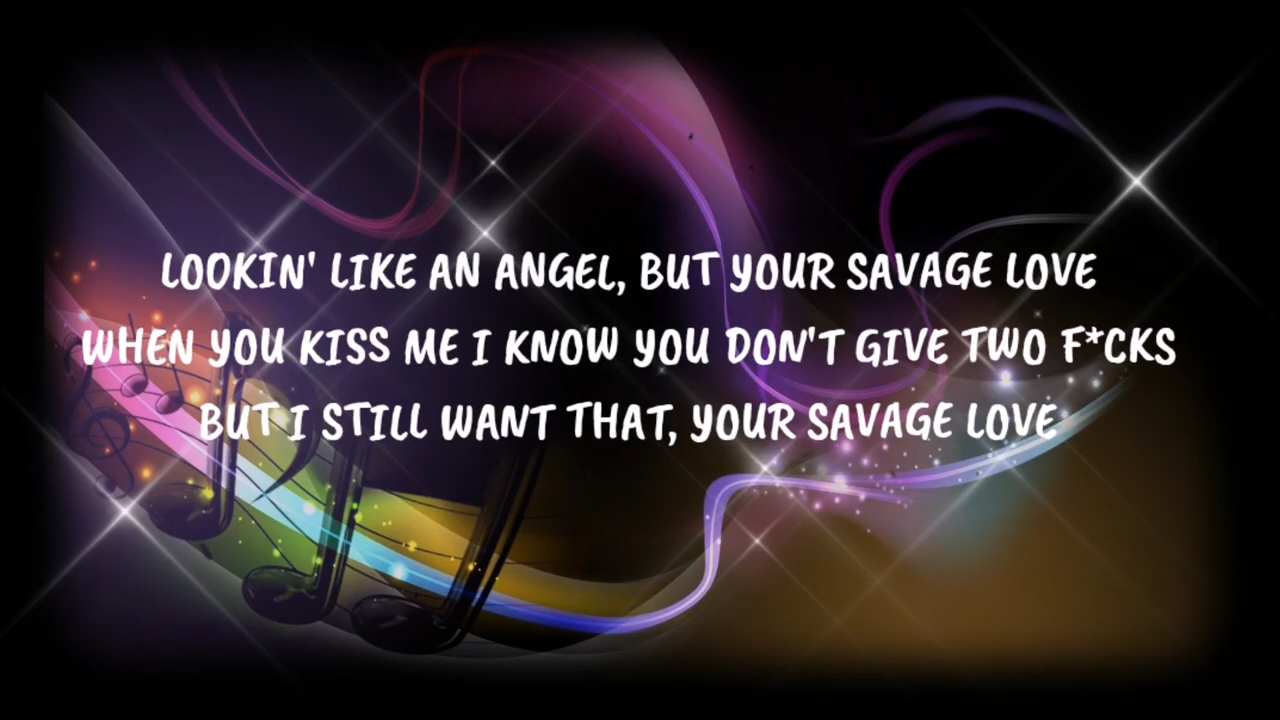 LOOKIN' LIKE AN ANGEL, BUT YOUR SAVAGE LOVE
WHEN YOU KISS ME I KNOW YOU DON'T GIVE TWO F*CKS
BUT I STILL WANT THAT, YOUR SAVAGE LOVE